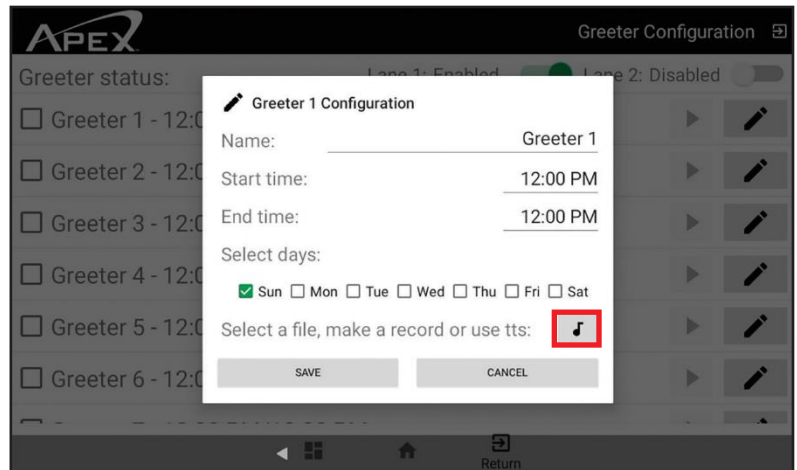 APEX
Greeter Configuration
Greeter status:
Lane 1: Enabled
Lane 2: Disabled
Greeter 1 - 12:0
Greeter 2 - 12:0
Greeter 3 - 12:0
Greeter 4 - 12:0
Greeter 5 - 12:0
Greeter 6 - 12:0
Greeter 1 Configuration
Name: Greeter 1
Start time: 12:00 PM
End time: 12:00 PM
Select days:
Sun Mon Tue Wed Thu Fri Sat
Select a file, make a record or use tts:
SAVE CANCEL
Return